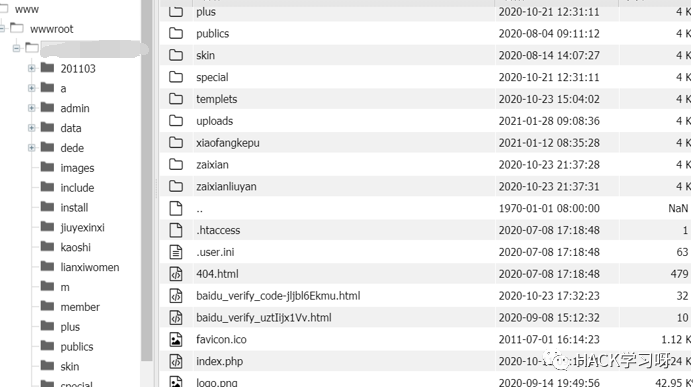 www
wwwroot
201103
a
admin
data
dede
images
include
install
jiuyexinxi
kaoshi
lianxiwomen
m
member
plus
publics
skin
special
plus 2020-10-21 12:31:11 4 K
publics 2020-08-04 09:11:12 4 K
skin 2020-08-14 14:07:27 4 K
special 2020-10-21 12:31:11 4 K
templets 2020-10-23 15:04:02 4 K
uploads 2021-01-28 09:08:36 4 K
xiaofangkepu 2021-01-12 08:35:28 4 K
zaixian 2020-10-23 21:37:28 4 K
zaixianliuyan 2020-10-23 21:37:31 4 K
.. 1970-01-01 08:00:00 NaN
.htaccess 2020-07-08 17:18:48 1
.user.ini 2020-07-08 17:18:48 63
404.html 2020-07-08 17:18:48 479
baidu_verify_code-jljbl6Ekmu.html 2020-10-23 17:32:23 32
baidu_verify_uztIijx1Vv.html 2020-09-08 15:12:32 10
favicon.ico 2011-07-01 16:14:23 1.12 K
index.php
logo.png 2020-09-14 19:49:56 42.95 K
HACK学习呀